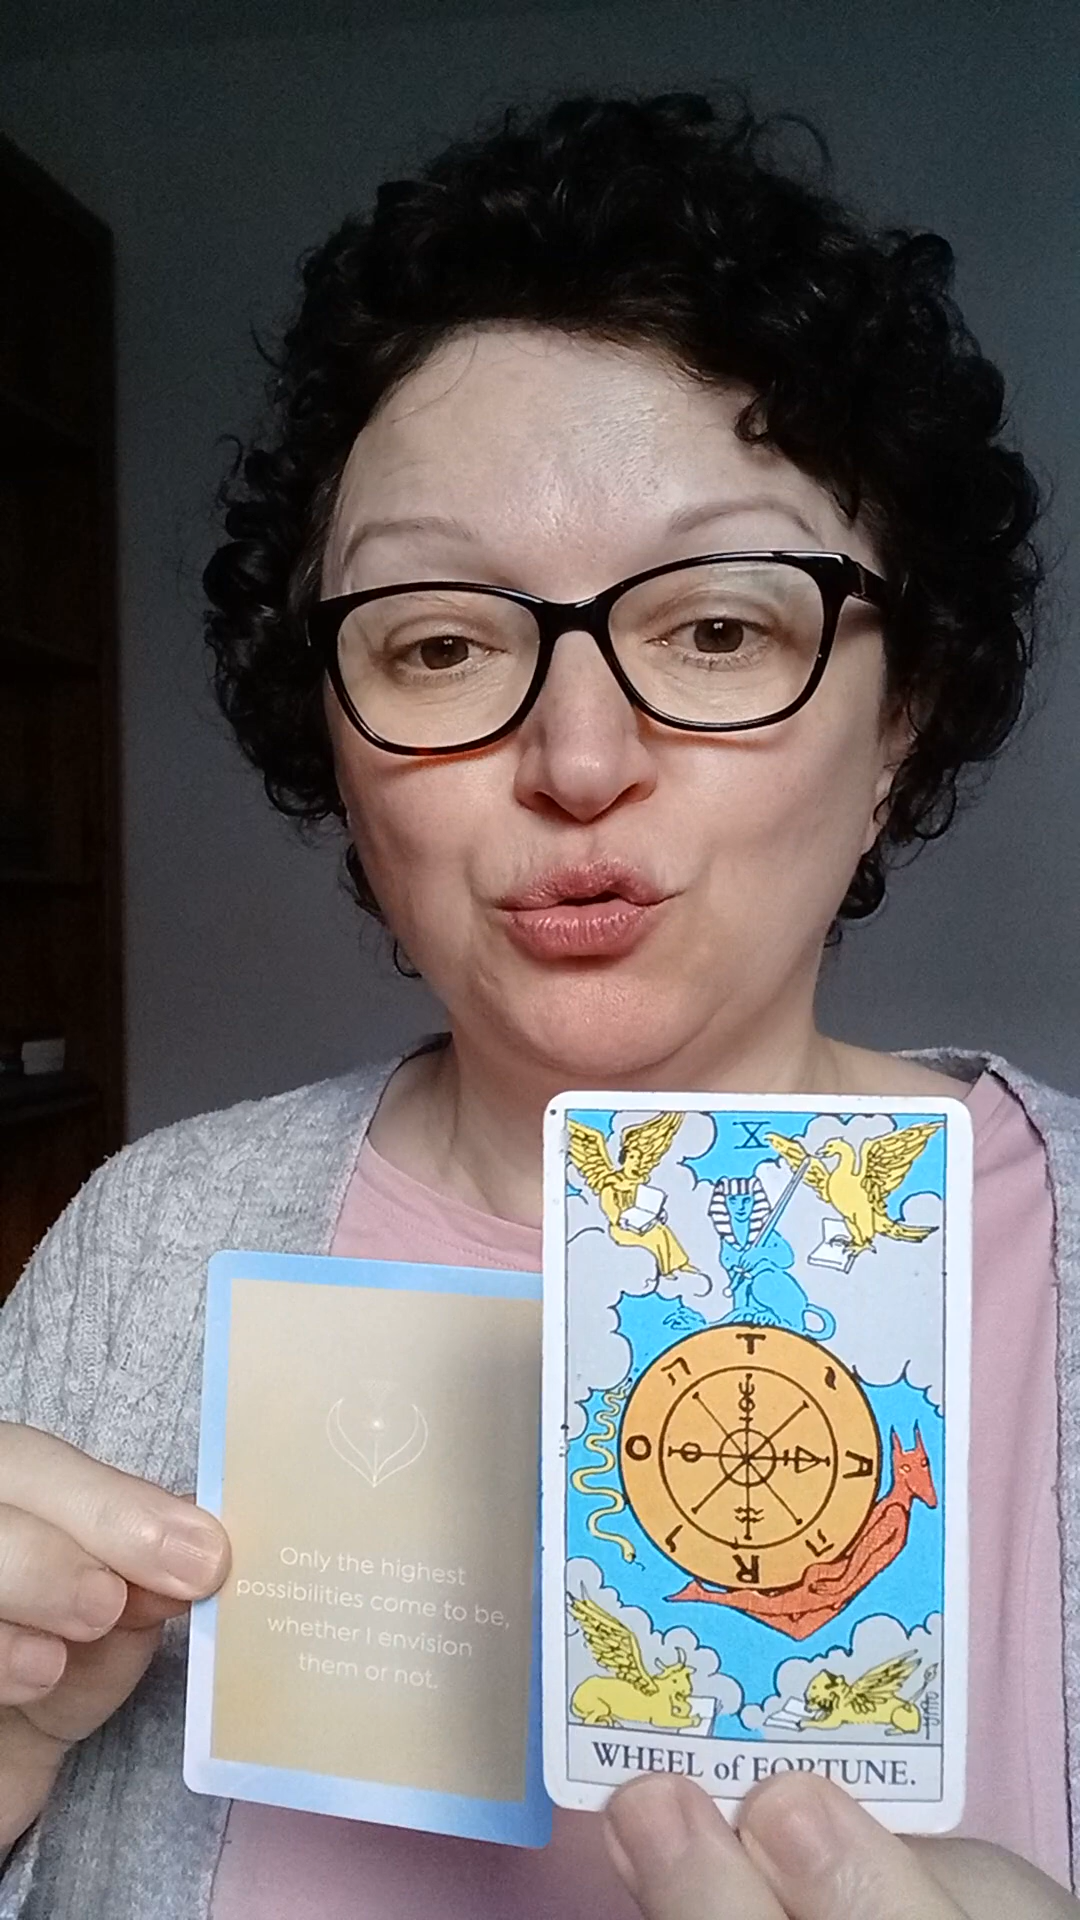 Only the highest
possibilities come to be,
whether I envision
them or not.
X
T
A
R
O
WHEEL of FORTUNE.